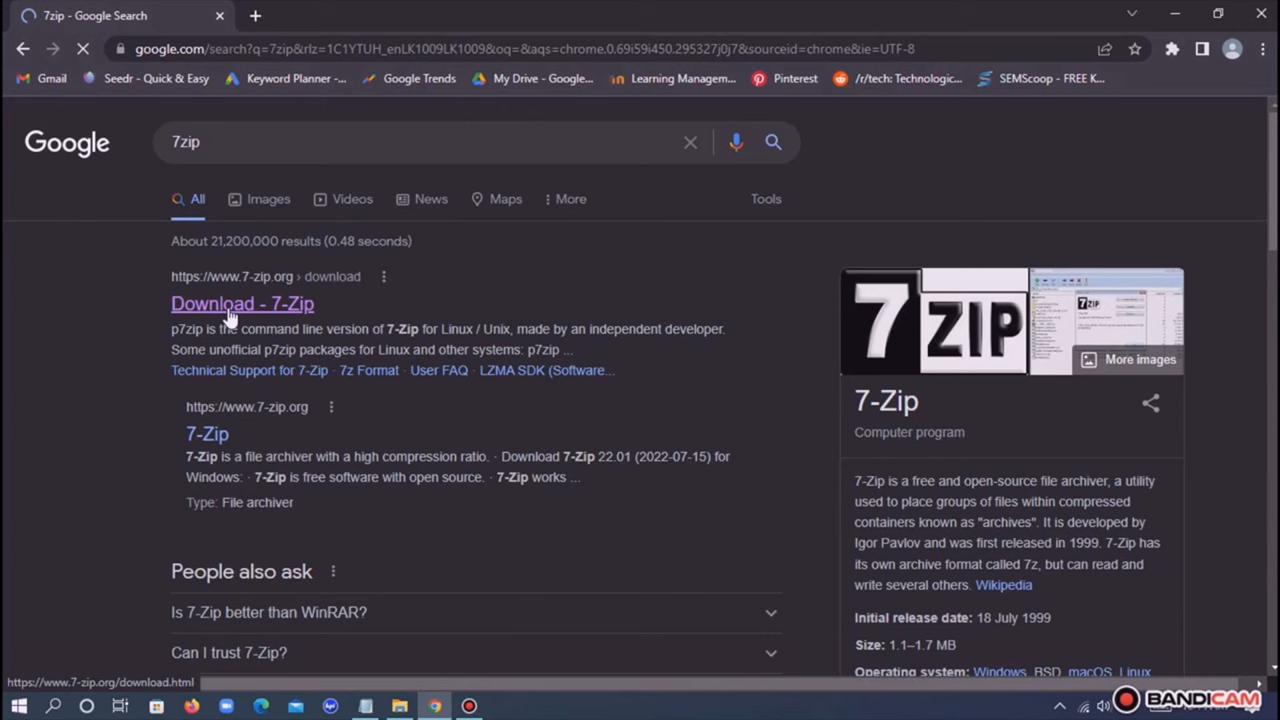 7zip - Google Search
google.com/search?q=7zip&rlz=1C1YTUH_enLK1009LK1009&oq=&aqs=chrome.0.69i59i450.295327j0j7&sourceid=chrome&ie=UTF-8
Gmail
Seedr - Quick & Easy
Keyword Planner -...
Google Trends
My Drive - Google...
Learning Managem...
Pinterest
/r/tech: Technologic...
SEMScoop - FREE K...
Google
7zip
All
Images
Videos
News
Maps
More
Tools
About 21,200,000 results (0.48 seconds)
https://www.7-zip.org › download
Download - 7-Zip
p7zip is the command line version of 7-Zip for Linux / Unix, made by an independent developer.
Some unofficial p7zip packages for Linux and other systems: p7zip ...
Technical Support for 7-Zip · 7z Format · User FAQ · LZMA SDK (Software...
https://www.7-zip.org
7-Zip
7-Zip is a file archiver with a high compression ratio. · Download 7-Zip 22.01 (2022-07-15) for
Windows: · 7-Zip is free software with open source. · 7-Zip works ...
Type: File archiver
People also ask
Is 7-Zip better than WinRAR?
Can I trust 7-Zip?
7 ZIP
7ZIP
More images
7-Zip
Computer program
7-Zip is a free and open-source file archiver, a utility
used to place groups of files within compressed
containers known as "archives". It is developed by
Igor Pavlov and was first released in 1999. 7-Zip has
its own archive format called 7z, but can read and
write several others. Wikipedia
Initial release date: 18 July 1999
Size: 1.1–1.7 MB
Operating system: Windows, BSD, macOS, Linux
https://www.7-zip.org/download.html
BANDICAM